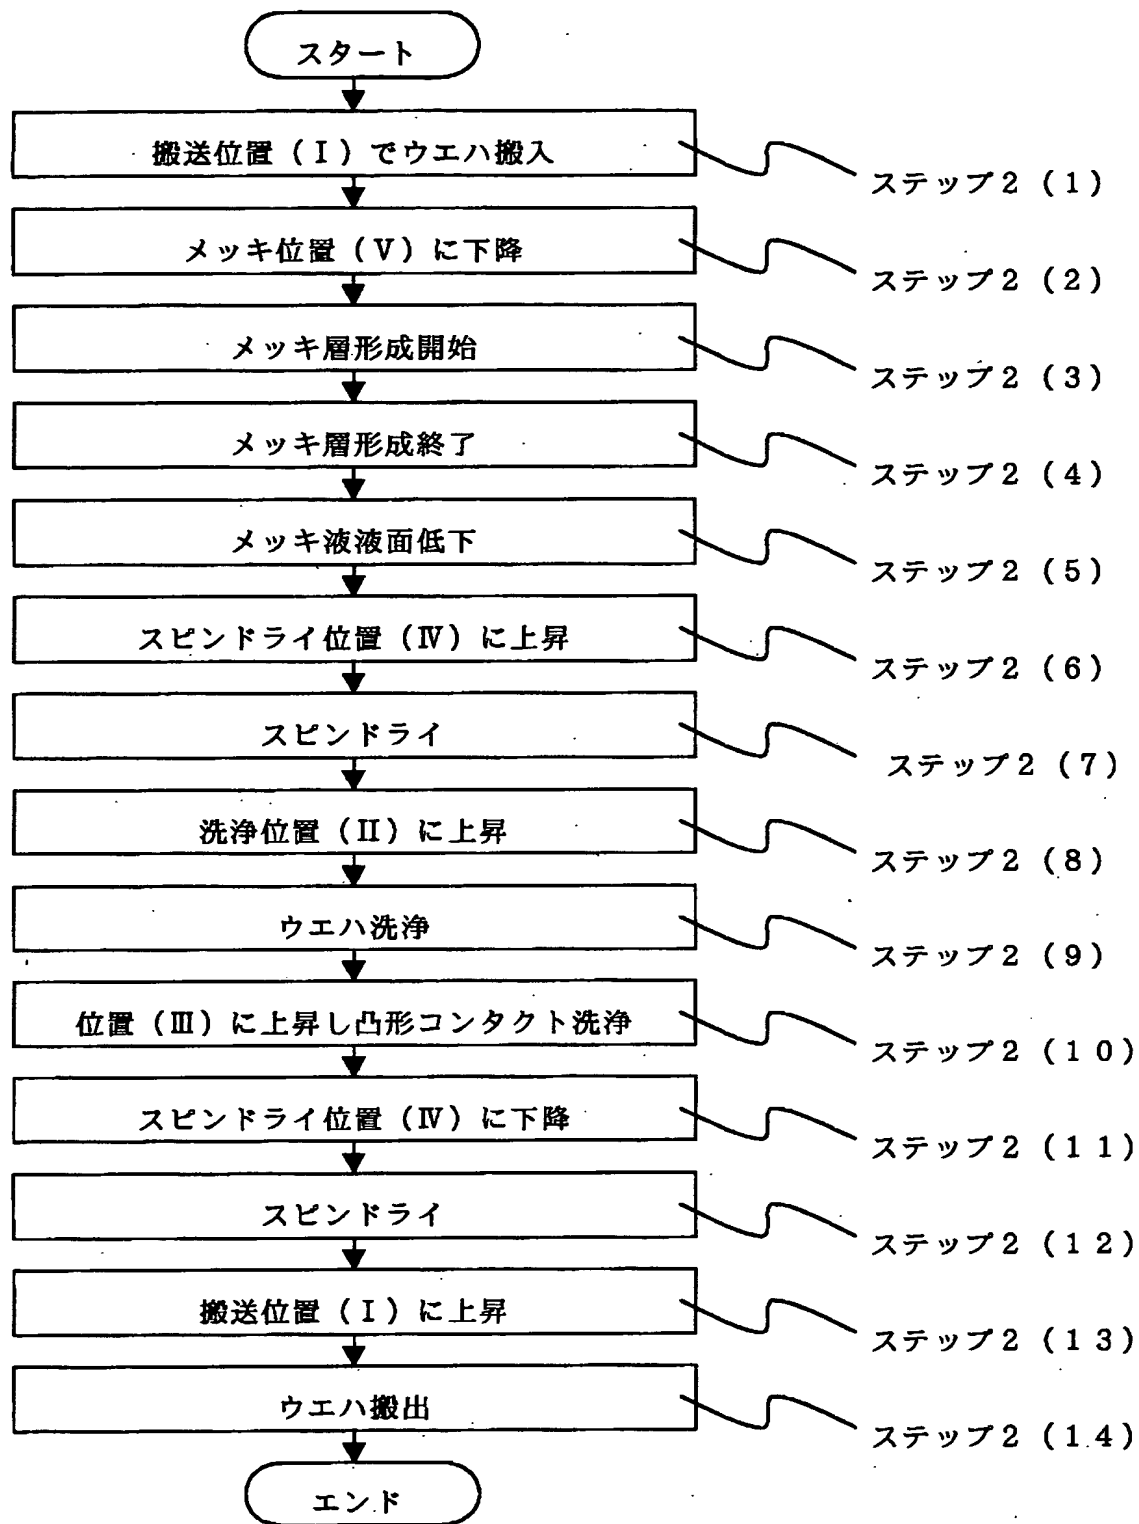 スタート
搬送位置(Ⅰ)でウエハ搬入
ステップ2(1)
メッキ位置(Ⅴ)に下降
ステップ2(2)
メッキ層形成開始
ステップ2(3)
メッキ層形成終了
ステップ2(4)
メッキ液液面低下
ステップ2(5)
スピンドライ位置(Ⅳ)に上昇
ステップ2(6)
スピンドライ
ステップ2(7)
洗浄位置(Ⅱ)に上昇
ステップ2(8)
ウエハ洗浄
ステップ2(9)
位置(Ⅲ)に上昇し凸形コンタクト洗浄
ステップ2(10)
スピンドライ位置(Ⅳ)に下降
ステップ2(11)
スピンドライ
ステップ2(12)
搬送位置(Ⅰ)に上昇
ステップ2(13)
ウエハ搬出
ステップ2(14)
エンド